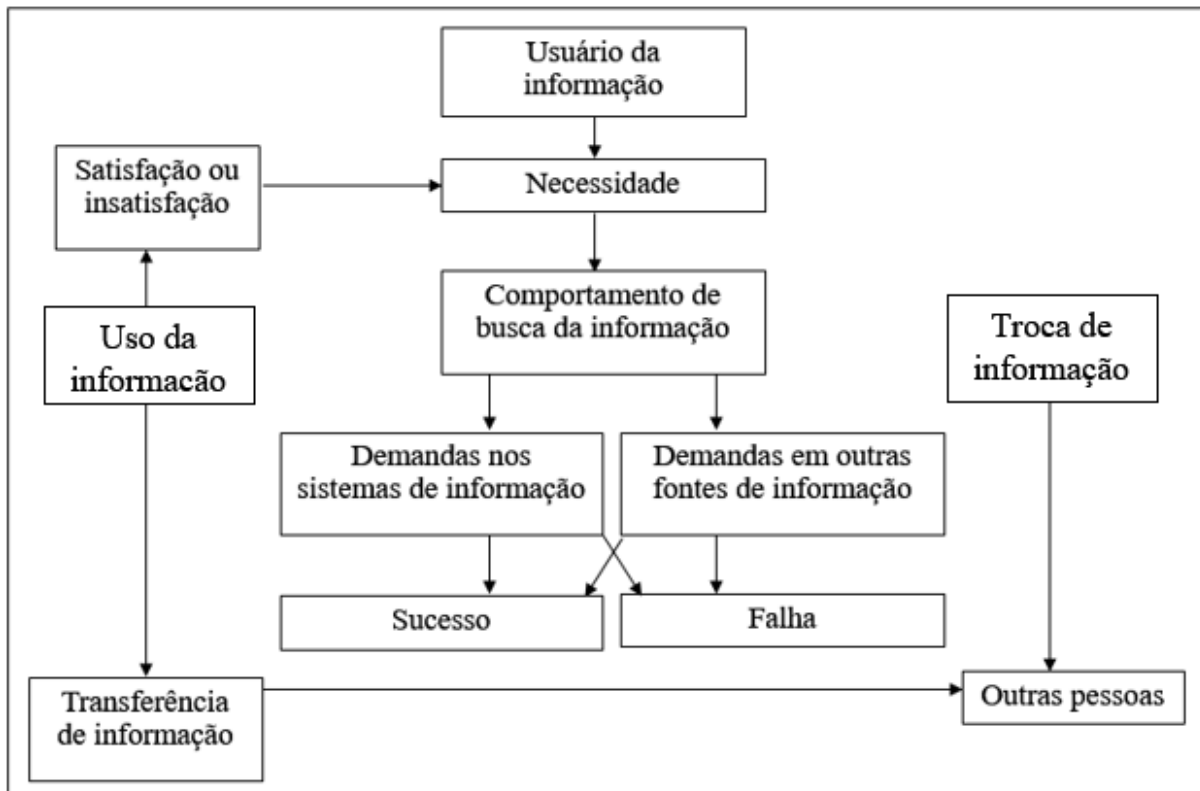 Usuário da
informação
Satisfação ou
insatisfação
Necessidade
Comportamento de
busca da informação
Uso da
informacão
Troca de
informação
Demandas nos
sistemas de informação
Demandas em outras
fontes de informação
Sucesso
Falha
Transferência
de informação
Outras pessoas